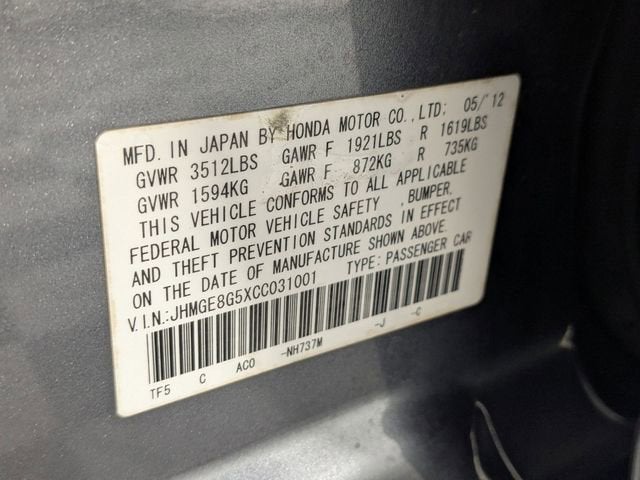 MFD. IN JAPAN BY HONDA MOTOR CO., LTD: 05/'12
GVWR 3512LBS GAWR F 1921LBS R 1619LBS
GVWR 1594KG GAWR F 872KG R 735KG
THIS VEHICLE CONFORMS TO ALL APPLICABLE
FEDERAL MOTOR VEHICLE SAFETY , BUMPER,
AND THEFT PREVENTION STANDARDS IN EFFECT
ON THE DATE OF MANUFACTURE SHOWN ABOVE.
V.I.N.:JHMGE8G5XCC031001 TYPE: PASSENGER CAR
TF5 C AC0 -NH737M -J -C